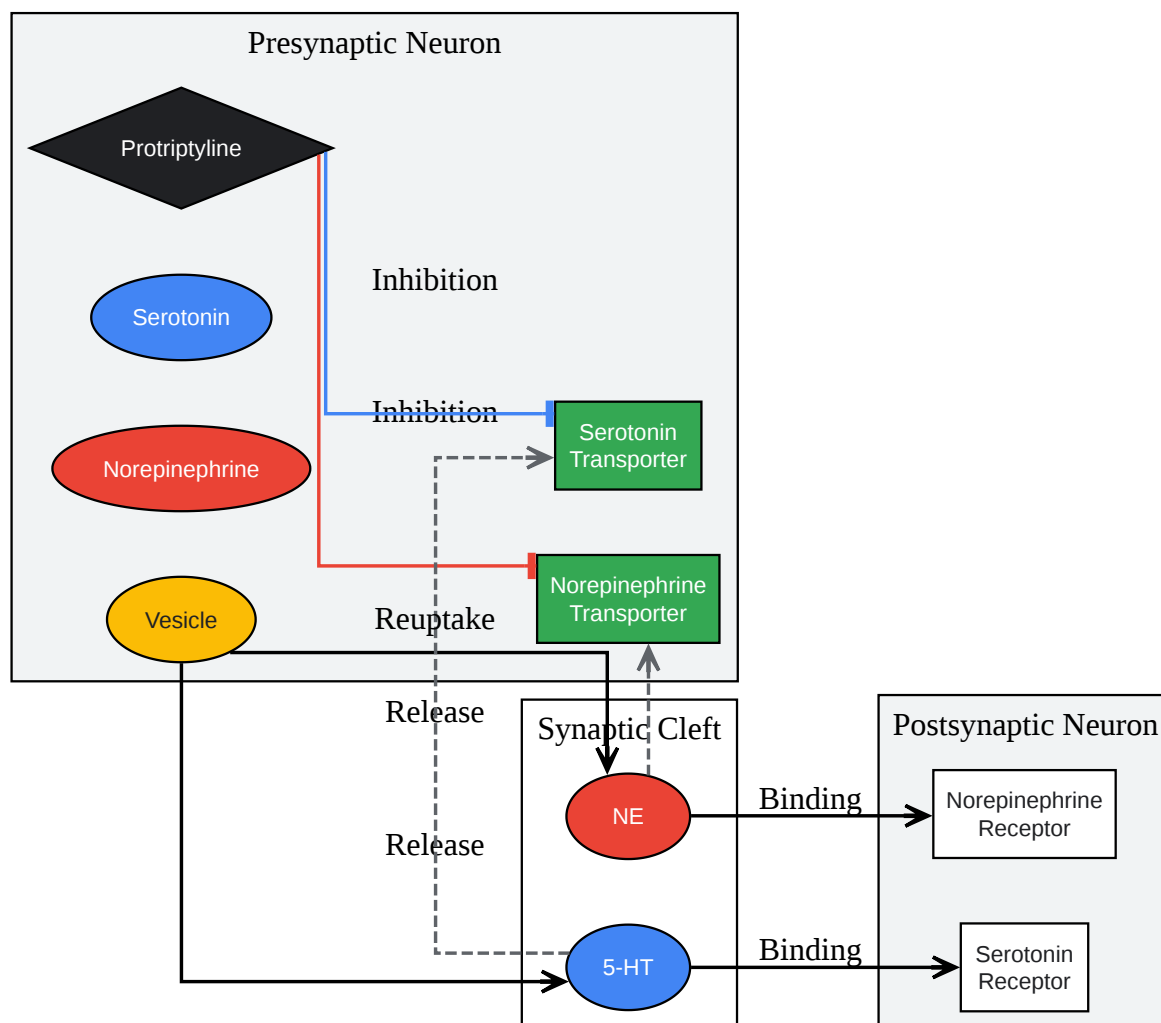 Presynaptic Neuron
Protriptyline
Inhibition
Serotonin
Inhibition
Serotonin
Transporter
Norepinephrine
Norepinephrine
Transporter
Vesicle
Reuptake
Release
Synaptic Cleft
Postsynaptic Neuron
NE
Binding
Norepinephrine
Receptor
Release
5-HT
Binding
Serotonin
Receptor